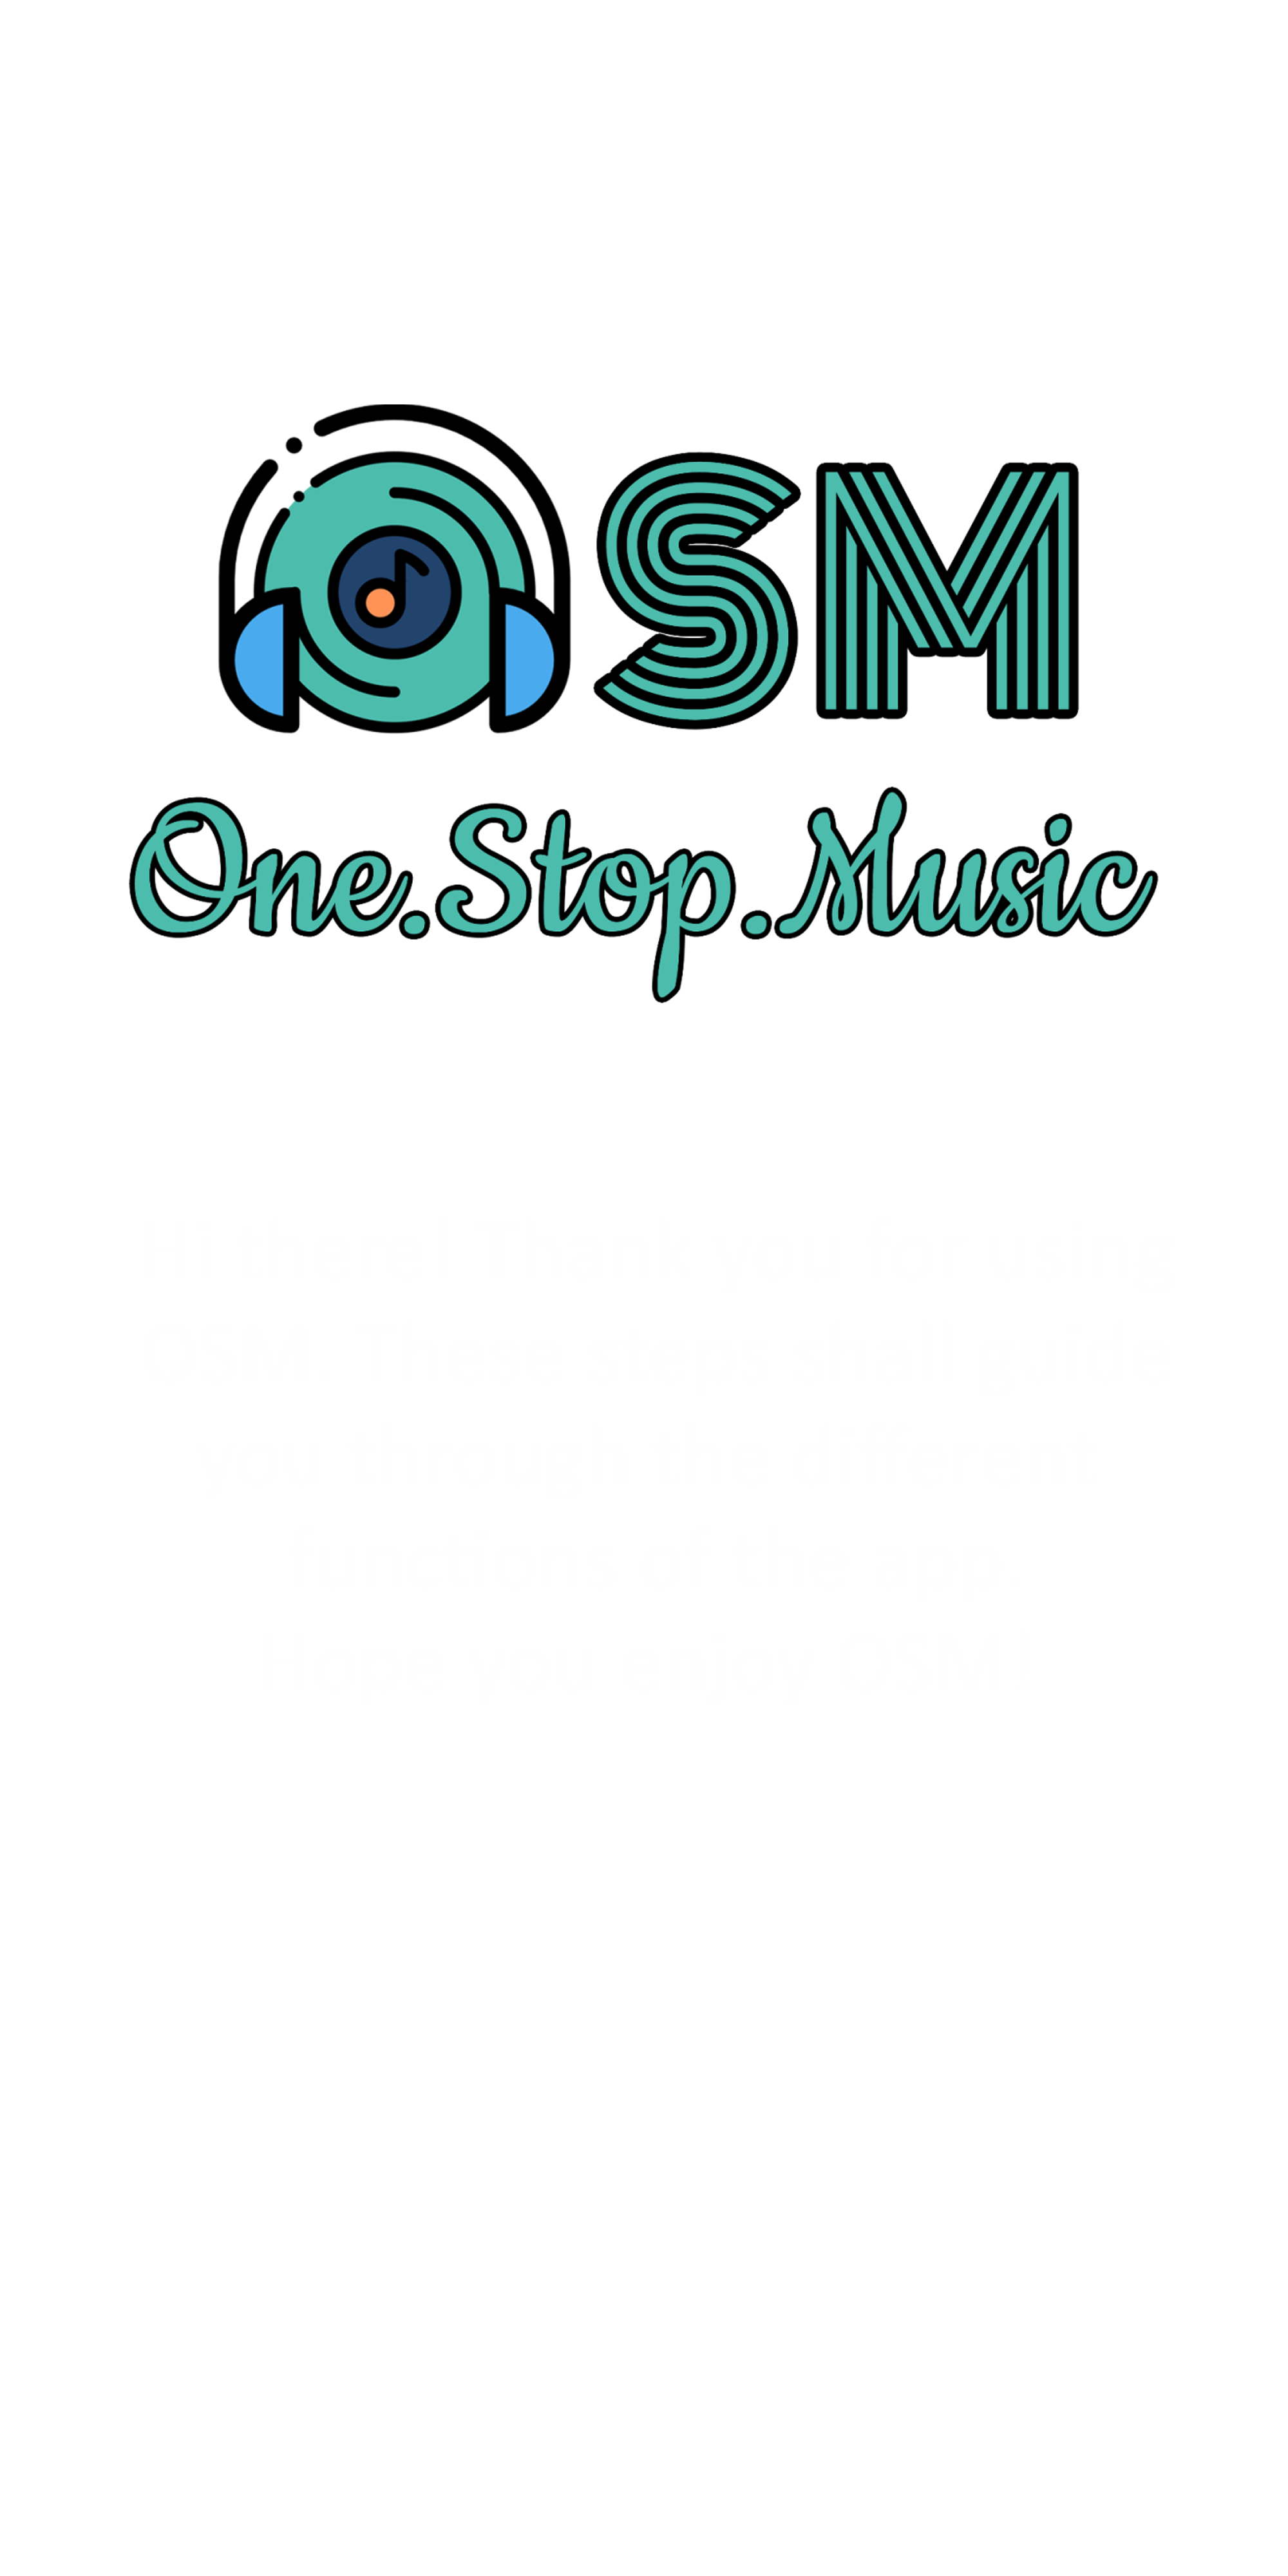 OSM
One.Stop.Music
Hi there! Thank you for using
OSM. These steps shall guide
you through the different
functions of the app.
Hope you enjoy OSM!